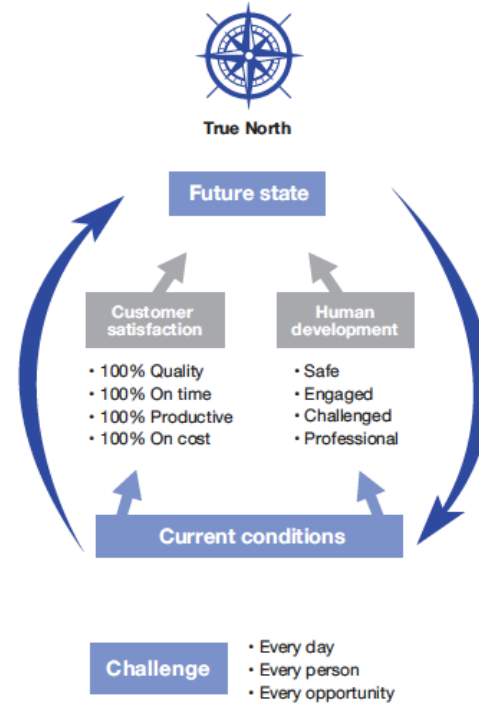 True North
Future state
Customer
satisfaction
• 100% Quality
• 100% On time
• 100% Productive
• 100% On cost
Human
development
• Safe
• Engaged
• Challenged
• Professional
Current conditions
Challenge
• Every day
• Every person
• Every opportunity